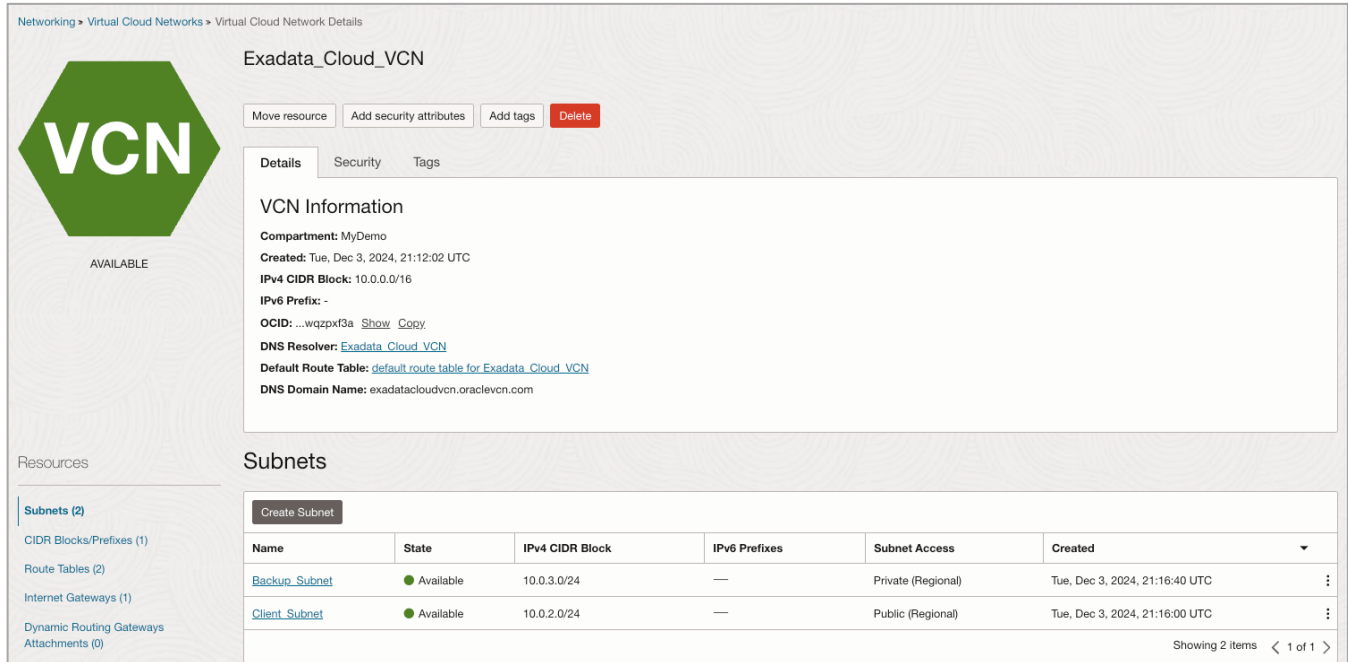 Networking » Virtual Cloud Networks » Virtual Cloud Network Details
VCN
AVAILABLE
Exadata_Cloud_VCN
Move resource Add security attributes Add tags Delete
Details Security Tags
VCN Information
Compartment: MyDemo
Created: Tue, Dec 3, 2024, 21:12:02 UTC
IPv4 CIDR Block: 10.0.0.0/16
IPv6 Prefix: -
OCID: ...wqzpxf3a Show Copy
DNS Resolver: Exadata_Cloud_VCN
Default Route Table: default route table for Exadata_Cloud_VCN
DNS Domain Name: exadatacloudvcn.oraclevcn.com
Resources
Subnets (2)
CIDR Blocks/Prefixes (1)
Route Tables (2)
Internet Gateways (1)
Dynamic Routing Gateways
Attachments (0)
Subnets
Create Subnet
Name State IPv4 CIDR Block IPv6 Prefixes Subnet Access Created
Backup_Subnet Available 10.0.3.0/24 — Private (Regional) Tue, Dec 3, 2024, 21:16:40 UTC
Client_Subnet Available 10.0.2.0/24 — Public (Regional) Tue, Dec 3, 2024, 21:16:00 UTC
Showing 2 items < 1 of 1 >